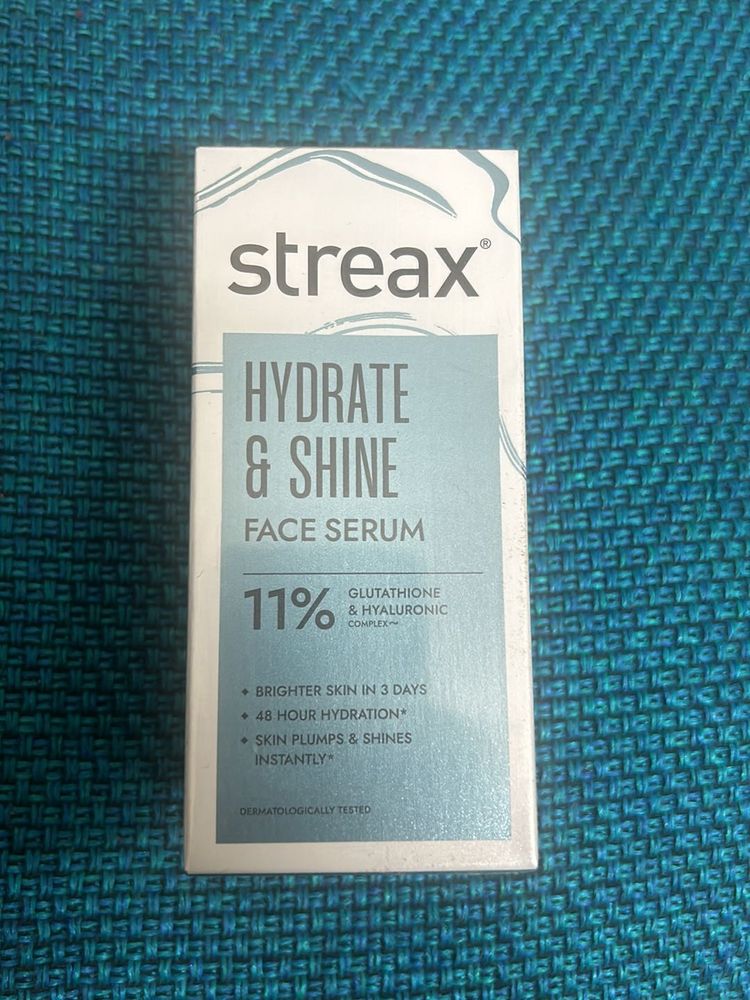 streax®
HYDRATE
& SHINE
FACE SERUM
11%
GLUTATHIONE
& HYALURONIC
COMPLEX~
BRIGHTER SKIN IN 3 DAYS
48 HOUR HYDRATION*
SKIN PLUMPS & SHINES
INSTANTLY*
DERMATOLOGICALLY TESTED